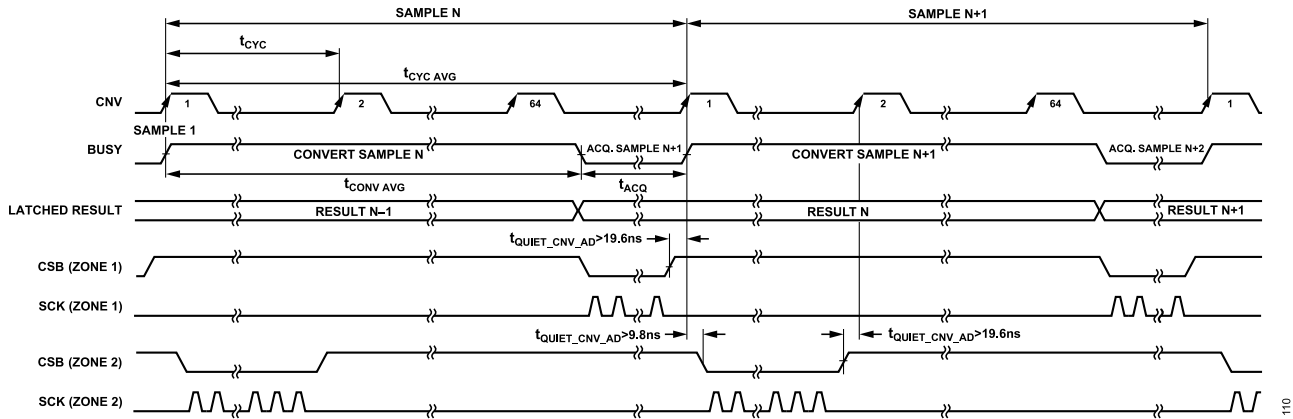 SAMPLE N
SAMPLE N+1
tCYC
tCYC AVG
CNV
1
2
64
1
2
64
1
SAMPLE 1
BUSY
CONVERT SAMPLE N
ACQ. SAMPLE N+1
CONVERT SAMPLE N+1
ACQ. SAMPLE N+2
tCONV AVG
tACQ
LATCHED RESULT
RESULT N–1
RESULT N
RESULT N+1
tQUIET_CNV_AD>19.6ns
CSB (ZONE 1)
SCK (ZONE 1)
tQUIET_CNV_AD>9.8ns
tQUIET_CNV_AD>19.6ns
CSB (ZONE 2)
SCK (ZONE 2)
110